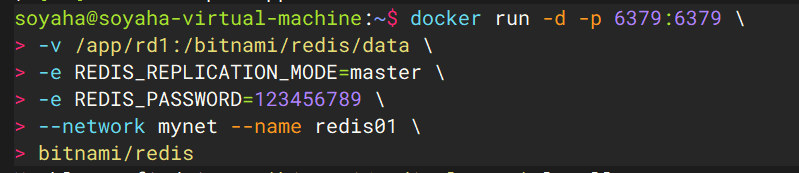 soyaha@soyaha-virtual-machine:~$ docker run -d -p 6379:6379 \
> -v /app/rd1:/bitnami/redis/data \
> -e REDIS_REPLICATION_MODE=master \
> -e REDIS_PASSWORD=123456789 \
> --network mynet --name redis01 \
> bitnami/redis